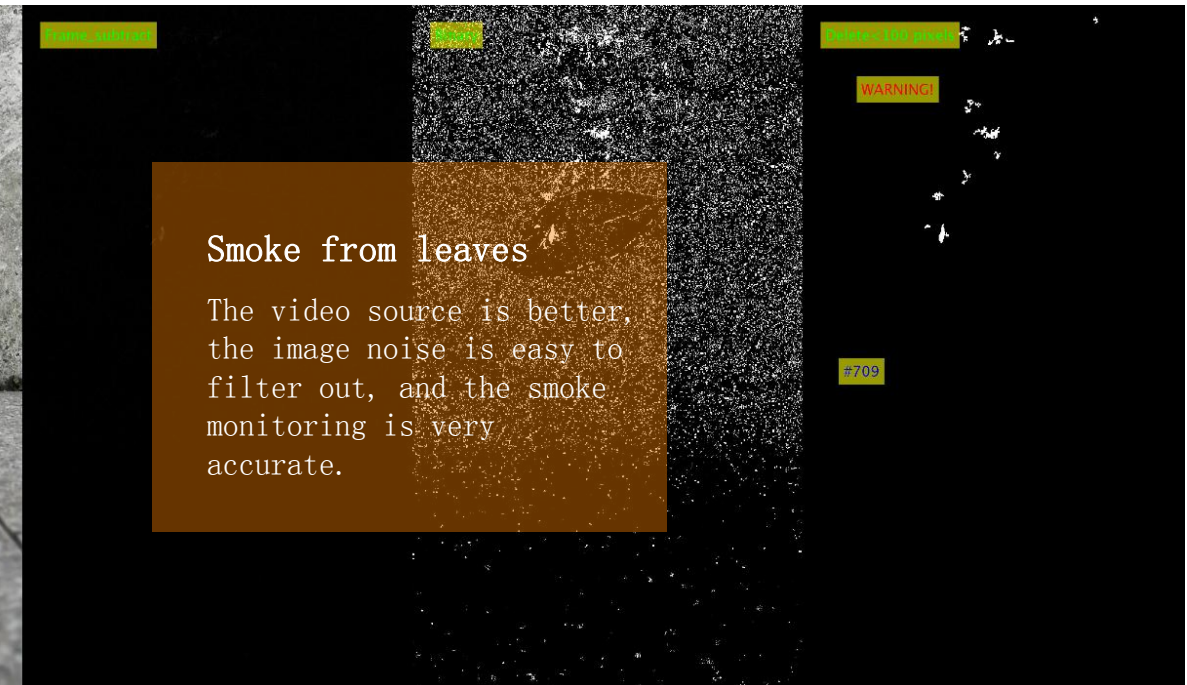 Frame_subtract
Binary
Delete<100 pixels
WARNING!
Smoke from leaves
The video source is better,
the image noise is easy to
filter out, and the smoke
monitoring is very
accurate.
#709